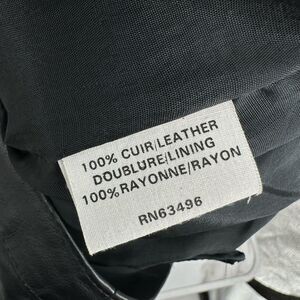 100% CUIR/LEATHER
DOUBLURE/LINING
100% RAYONNE/RAYON
RN63496